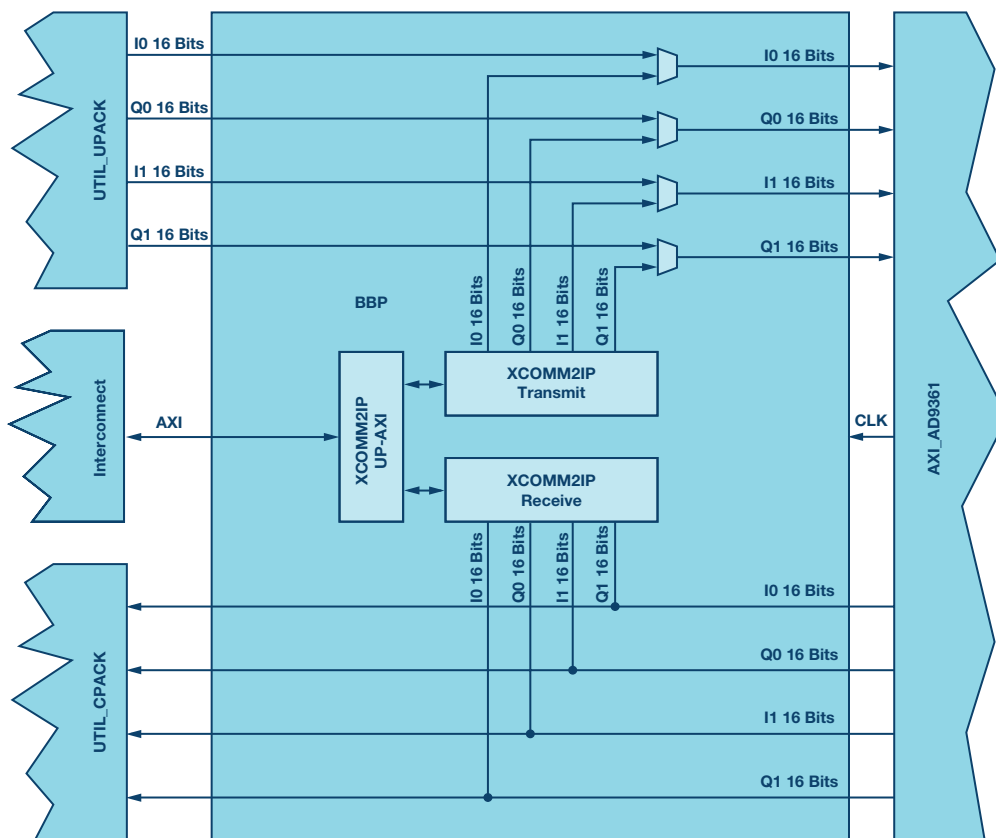 I0 16 Bits
I0 16 Bits
Q0 16 Bits
Q0 16 Bits
UTIL_UPACK
I1 16 Bits
I1 16 Bits
Q1 16 Bits
Q1 16 Bits
BBP
I0 16 Bits
Q0 16 Bits
I1 16 Bits
Q1 16 Bits
XCOMM2IP
Transmit
Interconnect
AXI
XCOMM2IP
UP-AXI
CLK
AXI_AD9361
XCOMM2IP
Receive
I0 16 Bits
Q0 16 Bits
I1 16 Bits
Q1 16 Bits
I0 16 Bits
Q0 16 Bits
UTIL_CPACK
I1 16 Bits
Q1 16 Bits